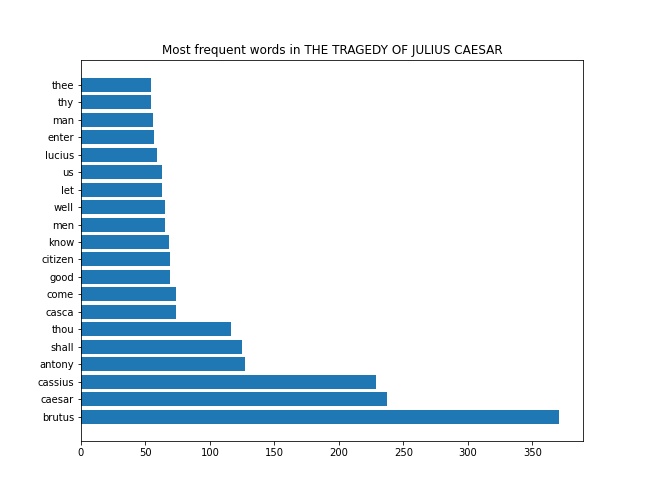 Most frequent words in THE TRAGEDY OF JULIUS CAESAR
thee
thy
man
enter
lucius
us
let
well
men
know
citizen
good
come
casca
thou
shall
antony
cassius
caesar
brutus
0 50 100 150 200 250 300 350